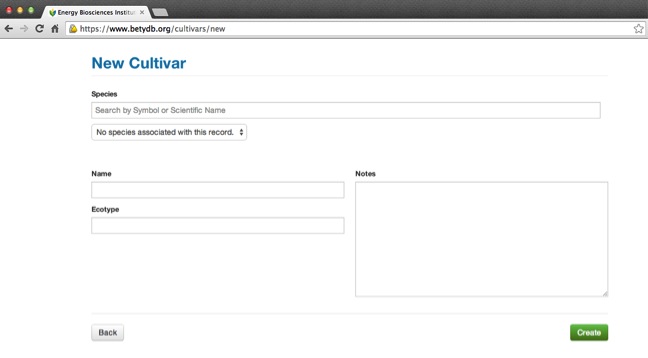 Energy Biosciences Institut
https://www.betydb.org/cultivars/new
New Cultivar
Species
Search by Symbol or Scientific Name
No species associated with this record.
Name
Notes
Ecotype
Back
Create